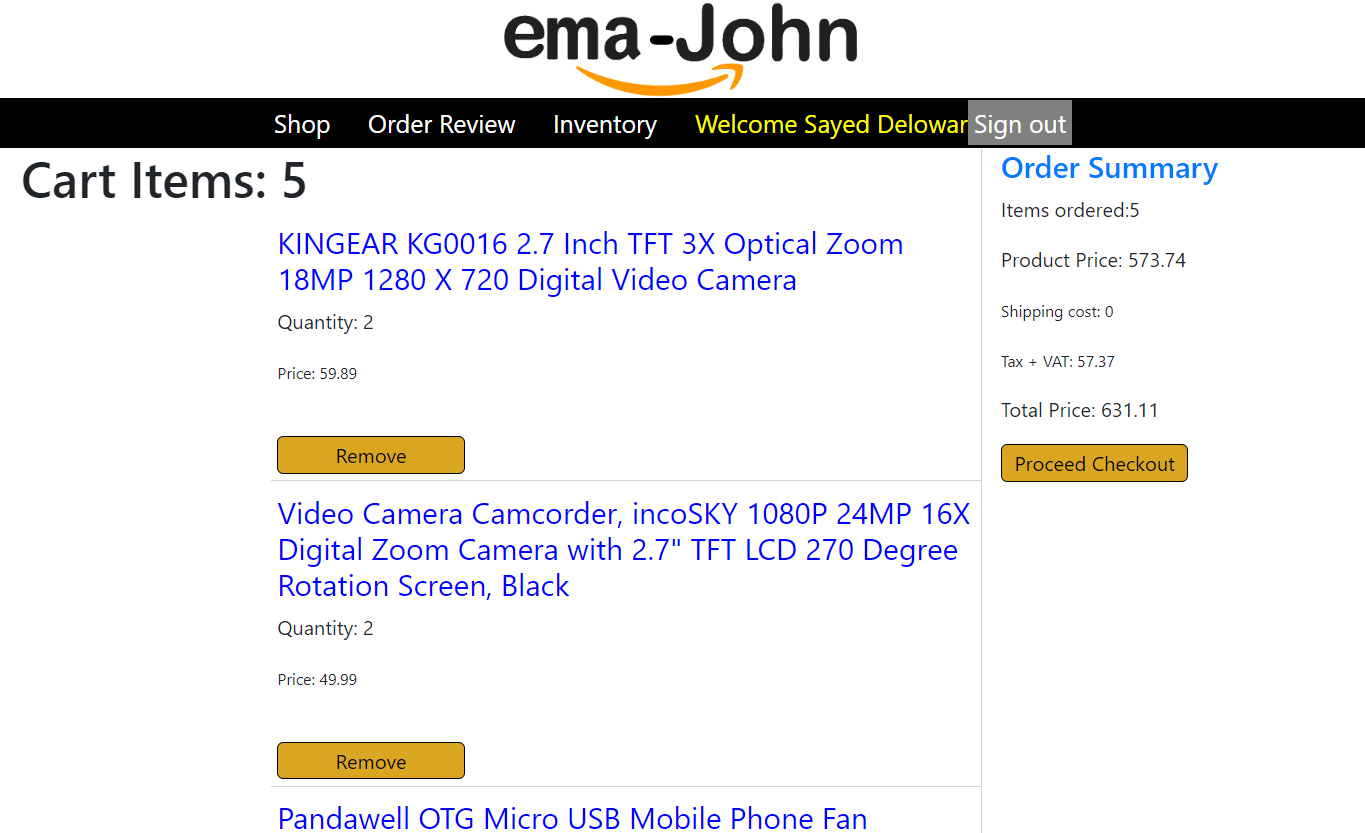 ema-John
Shop Order Review Inventory Welcome Sayed Delowar Sign out
Cart Items: 5
KINGEAR KG0016 2.7 Inch TFT 3X Optical Zoom
18MP 1280 X 720 Digital Video Camera
Quantity: 2
Price: 59.89
Remove
Video Camera Camcorder, incoSKY 1080P 24MP 16X
Digital Zoom Camera with 2.7" TFT LCD 270 Degree
Rotation Screen, Black
Quantity: 2
Price: 49.99
Remove
Pandawell OTG Micro USB Mobile Phone Fan
Order Summary
Items ordered:5
Product Price: 573.74
Shipping cost: 0
Tax + VAT: 57.37
Total Price: 631.11
Proceed Checkout